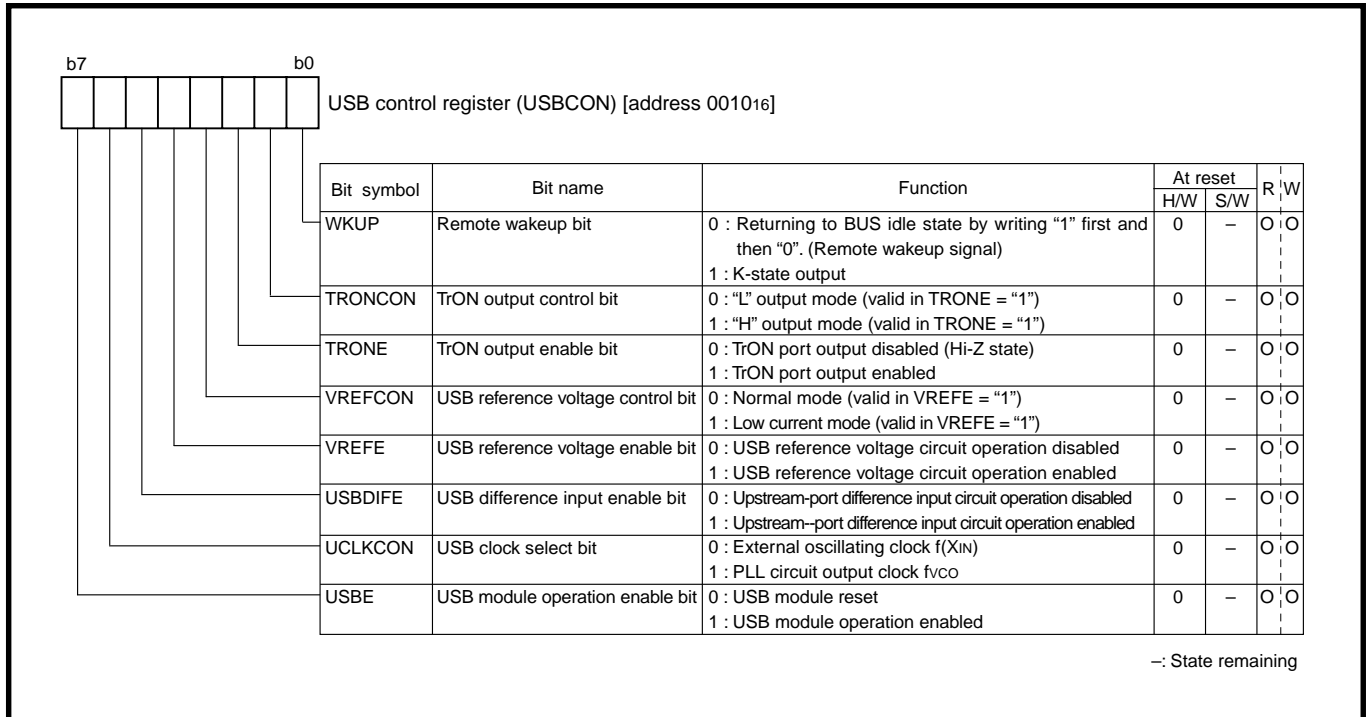 b7 b0
USB control register (USBCON) [address 001016]
Bit symbol Bit name Function At reset R W
H/W S/W
WKUP Remote wakeup bit 0 : Returning to BUS idle state by writing “1” first and 0 – O O
then “0”. (Remote wakeup signal)
1 : K-state output
TRONCON TrON output control bit 0 : “L” output mode (valid in TRONE = “1”) 0 – O O
1 : “H” output mode (valid in TRONE = “1”)
TRONE TrON output enable bit 0 : TrON port output disabled (Hi-Z state) 0 – O O
1 : TrON port output enabled
VREFCON USB reference voltage control bit 0 : Normal mode (valid in VREFE = “1”) 0 – O O
1 : Low current mode (valid in VREFE = “1”)
VREFE USB reference voltage enable bit 0 : USB reference voltage circuit operation disabled 0 – O O
1 : USB reference voltage circuit operation enabled
USBDIFE USB difference input enable bit 0 : Upstream-port difference input circuit operation disabled 0 – O O
1 : Upstream--port difference input circuit operation enabled
UCLKCON USB clock select bit 0 : External oscillating clock f(XIN) 0 – O O
1 : PLL circuit output clock fVCO
USBE USB module operation enable bit 0 : USB module reset 0 – O O
1 : USB module operation enabled
–: State remaining